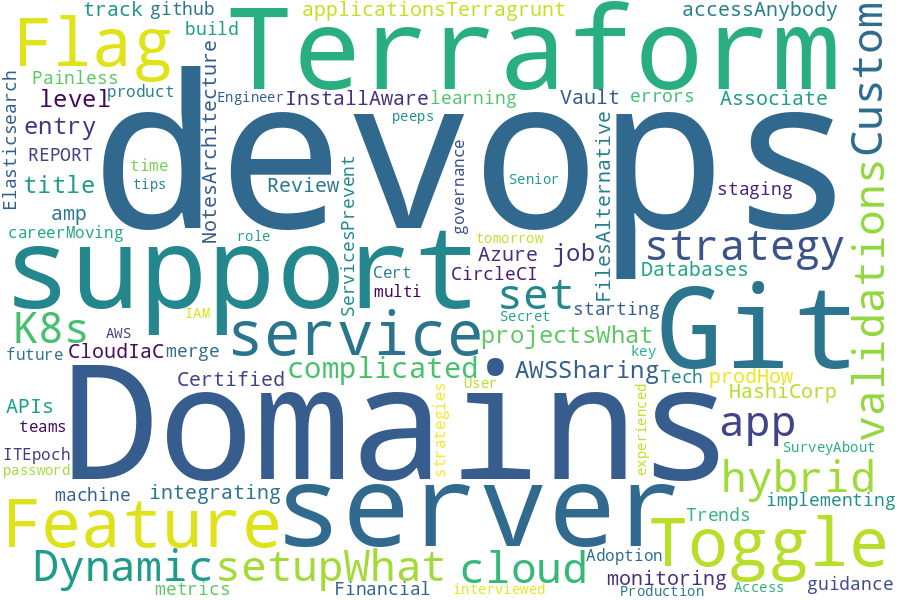 track github applicationsTerragrunt accessAnybody
Flag build Terraform Custom
Painless
level product Engineer InstallAware learning Vault errors Associate
Elasticsearch
entry devops peeps
REPORT NotesArchitecture
time governance FilesAlternative
title tips Review Senior staging
ServicesPrevent
amp validations
careerMoving role tomorrow strategy
support Cert Azure job Databases
multi CircleCI
set starting
K8s IAM service Secret Git
AWS projectsWhat
future CloudIaC merge key
complicated AWSSharing Tech prodHow
Certified User HashiCorp
APIs Domains strategies experienced app
teams
ITEpoch SurveyAbout
password hybrid
machine integrating server implementing
Feature Trends
Toggle
Dynamic setupWhat cloud Adoption
monitoring
metrics Financial interviewed Production Access guidance